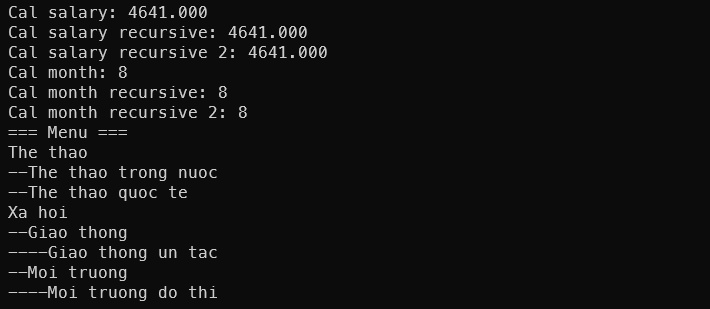 Cal salary: 4641.000
Cal salary recursive: 4641.000
Cal salary recursive 2: 4641.000
Cal month: 8
Cal month recursive: 8
Cal month recursive 2: 8
=== Menu ===
The thao
--The thao trong nuoc
--The thao quoc te
Xa hoi
--Giao thong
----Giao thong un tac
--Moi truong
----Moi truong do thi